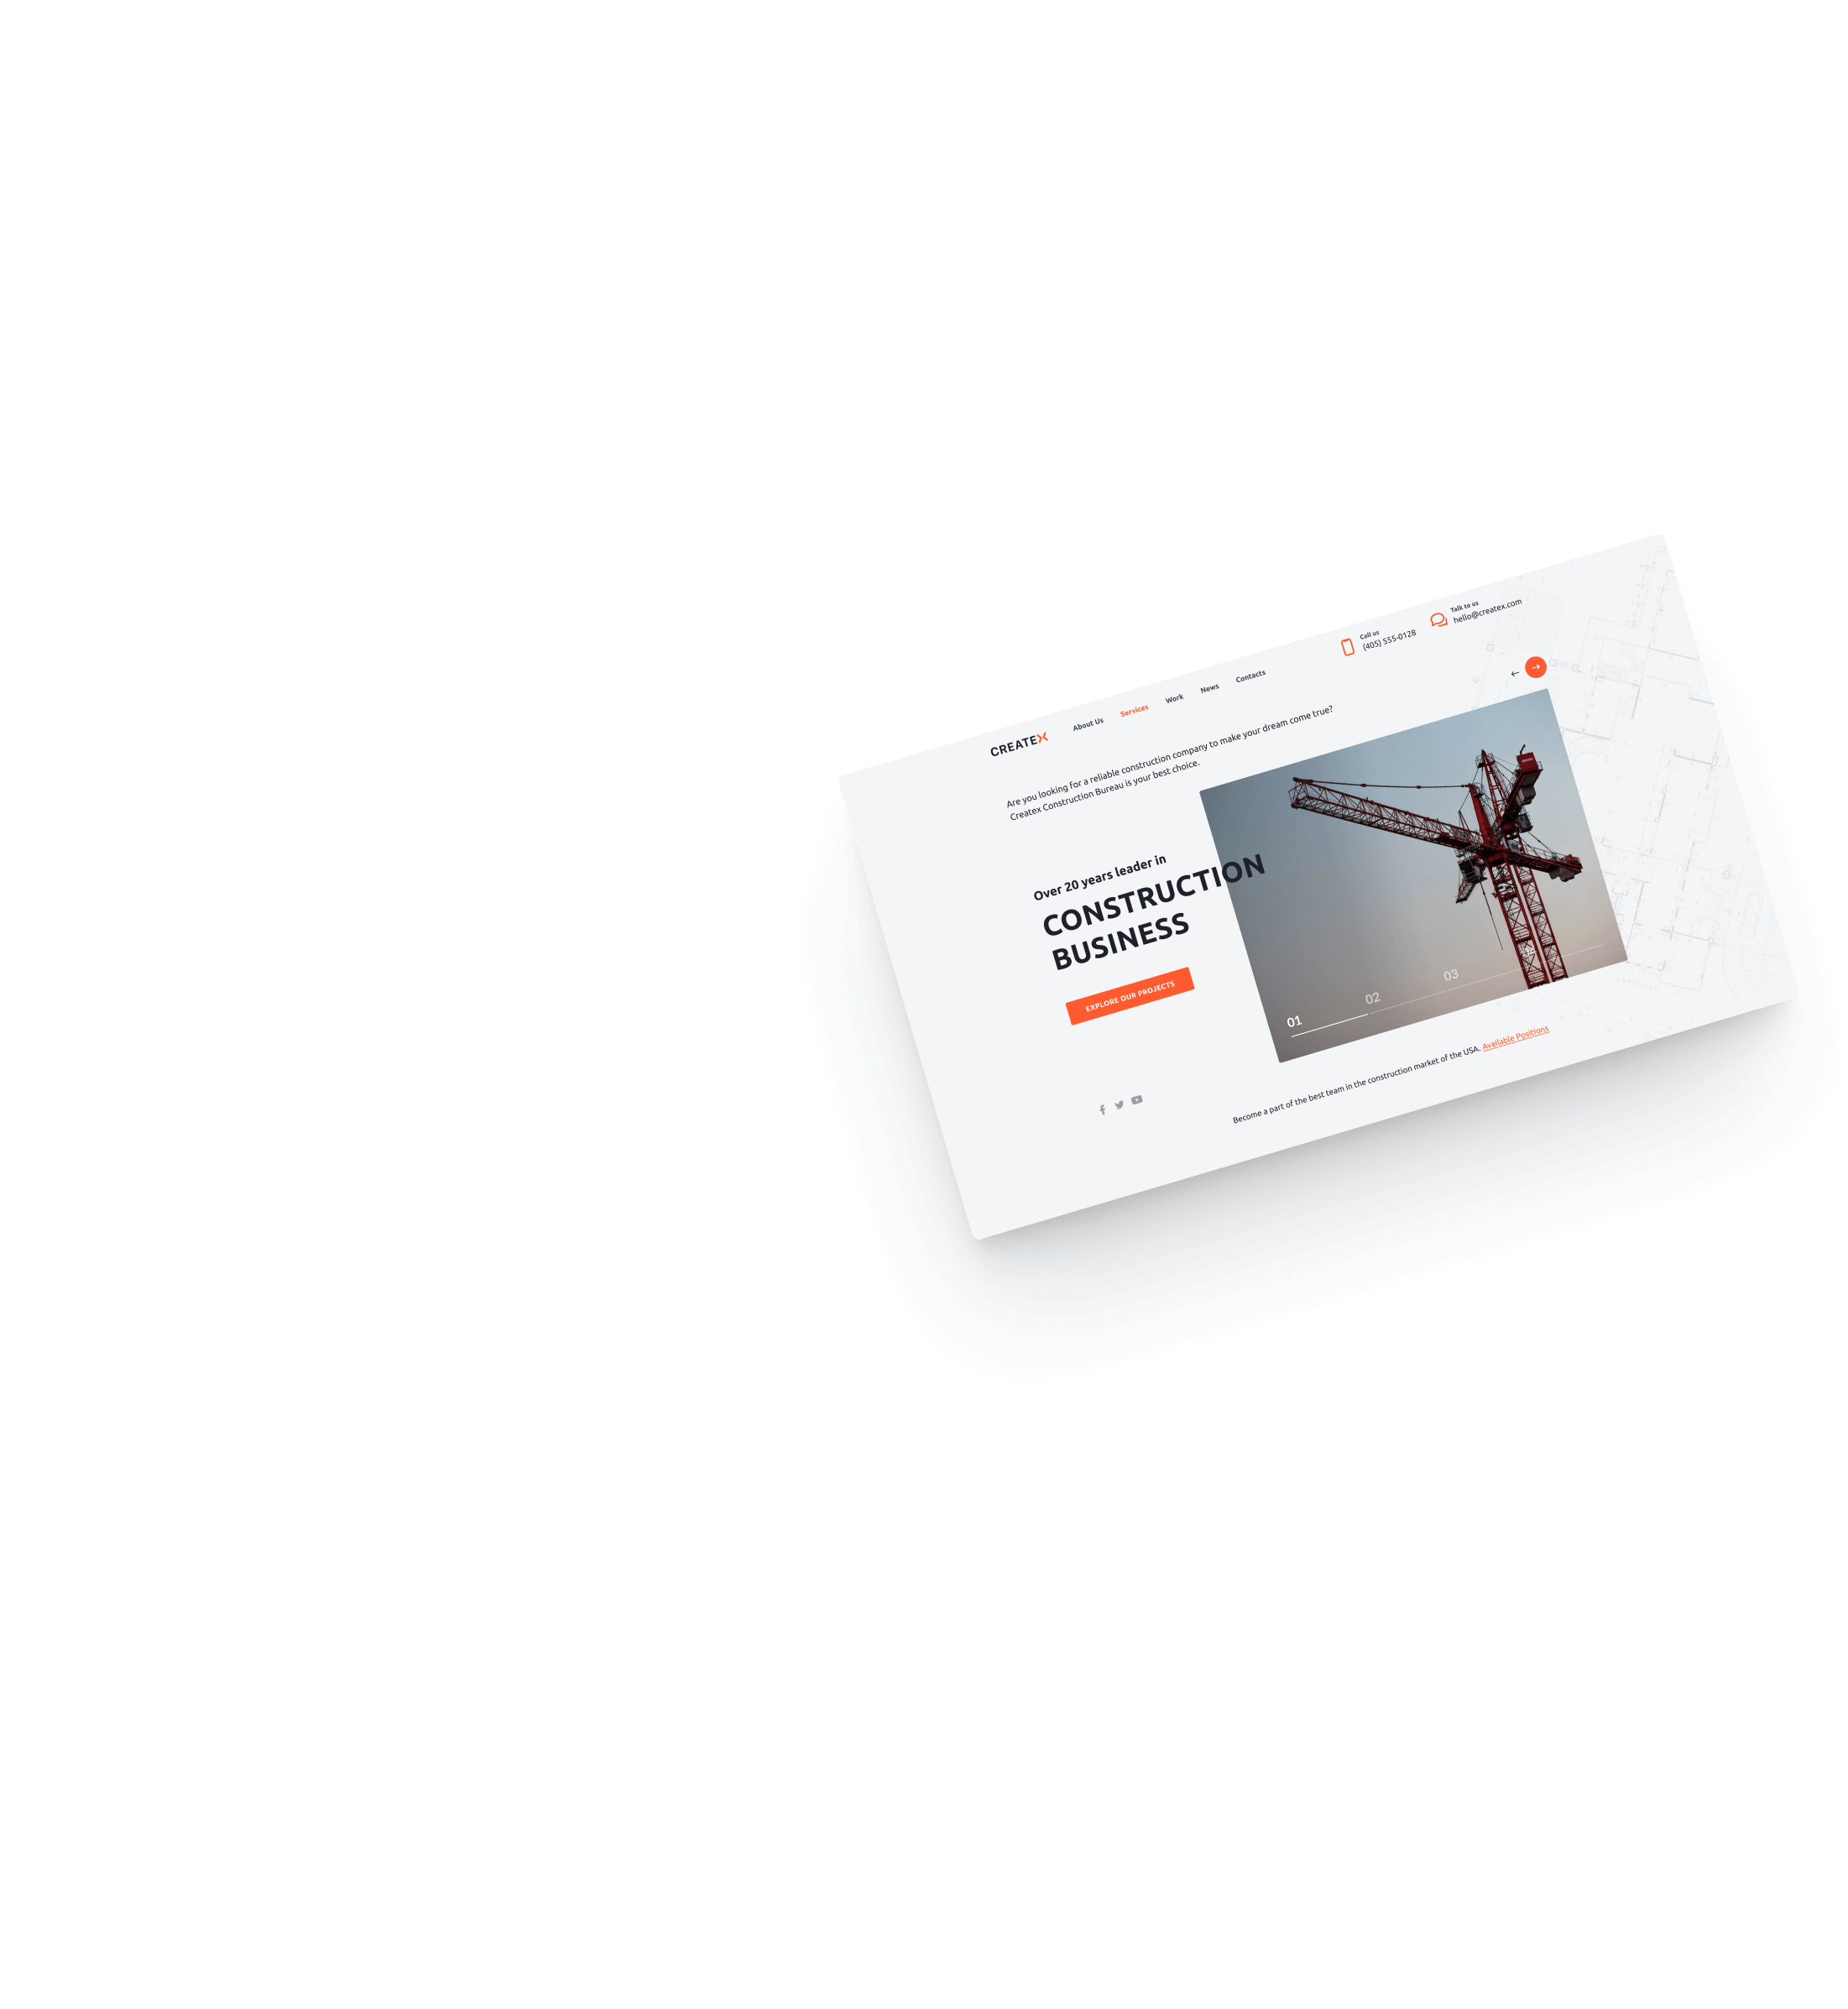 CREATEX
About Us
Services
Work
News
Contacts
Call us
(405) 555-0128
Talk to us
hello@createx.com
Are you looking for a reliable construction company to make your dream come true?
Createx Construction Bureau is your best choice.
Over 20 years leader in
CONSTRUCTION
BUSINESS
EXPLORE OUR PROJECTS
01
02
03
Become a part of the best team in the construction market of the USA. Available Positions